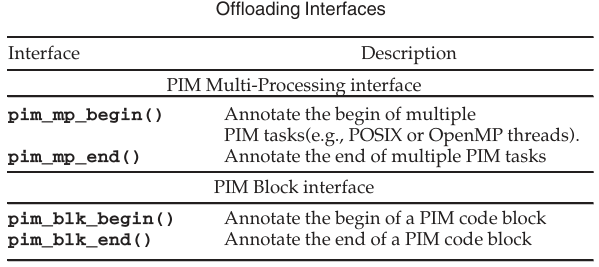 Offloading Interfaces
Interface Description
PIM Multi-Processing interface
pim_mp_begin() Annotate the begin of multiple
PIM tasks(e.g., POSIX or OpenMP threads).
pim_mp_end() Annotate the end of multiple PIM tasks
PIM Block interface
pim_blk_begin() Annotate the begin of a PIM code block
pim_blk_end() Annotate the end of a PIM code block